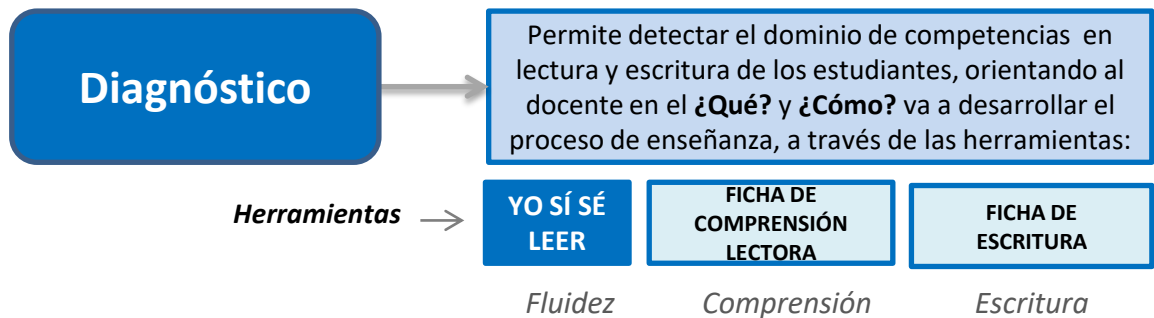 Diagnóstico
Permite detectar el dominio de competencias en
lectura y escritura de los estudiantes, orientando al
docente en el ¿Qué? y ¿Cómo? va a desarrollar el
proceso de enseñanza, a través de las herramientas:
Herramientas
YO SÍ SÉ
LEER
FICHA DE
COMPRENSIÓN
LECTORA
FICHA DE
ESCRITURA
Fluidez
Comprensión
Escritura